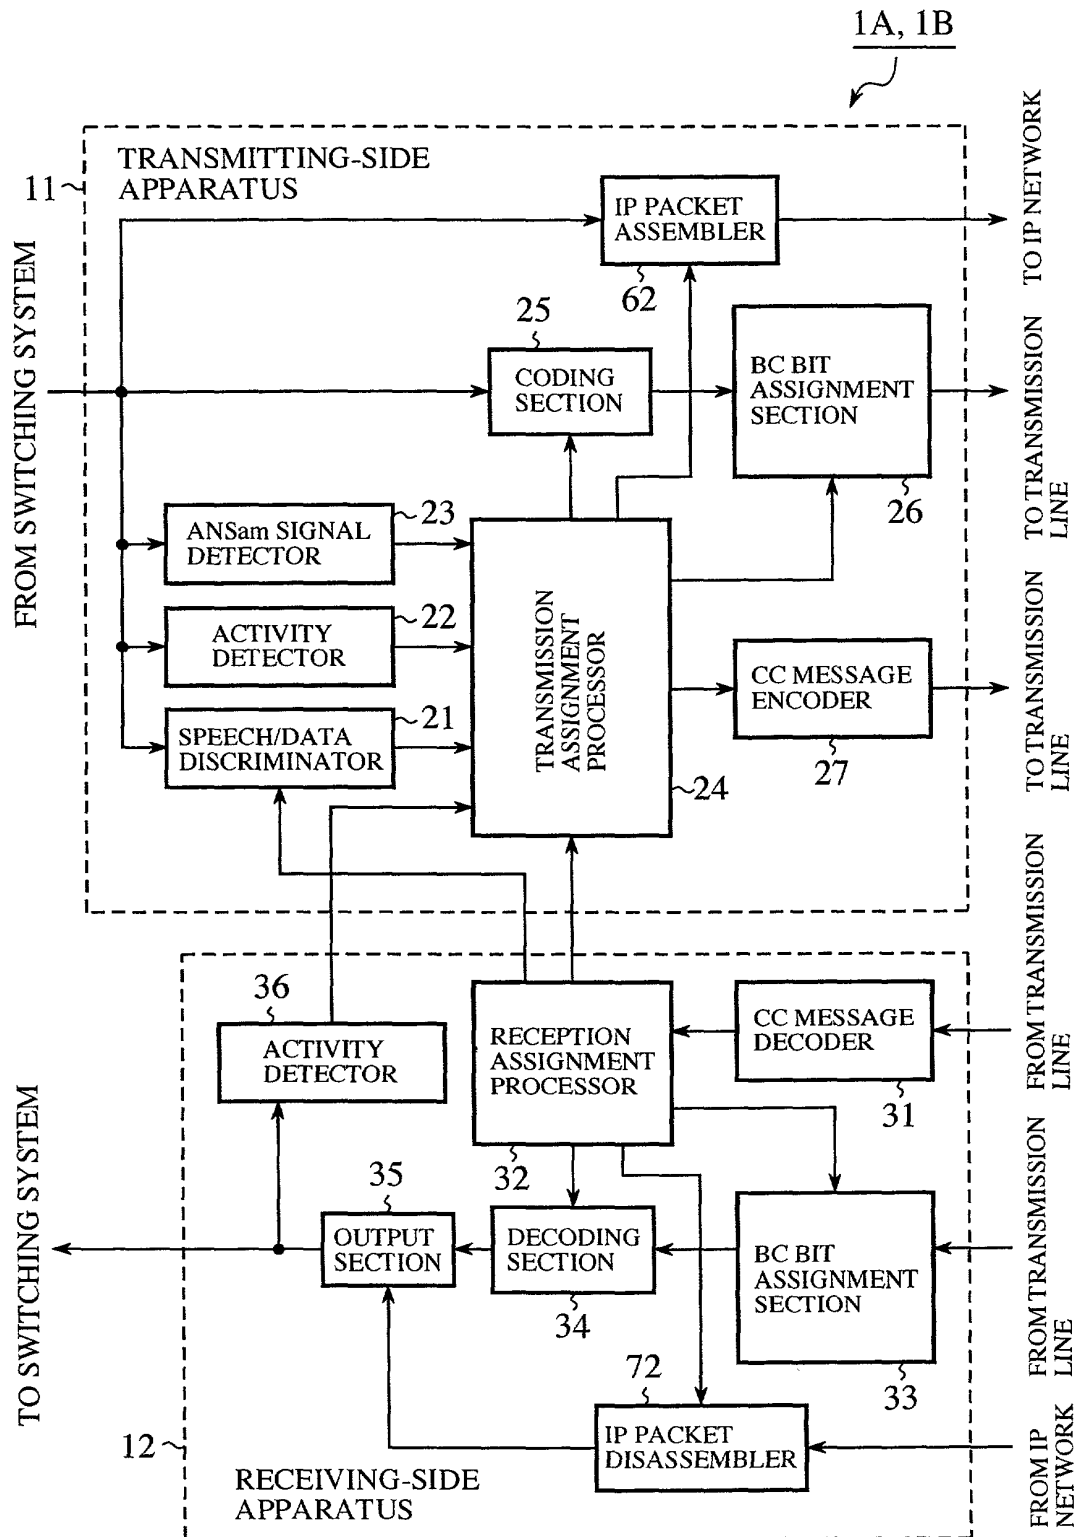 1A, 1B
TRANSMITTING-SIDE
APPARATUS
11
FROM SWITCHING SYSTEM
IP PACKET
ASSEMBLER
62
TO IP NETWORK
25
CODING
SECTION
BC BIT
ASSIGNMENT
SECTION
26
TO TRANSMISSION
LINE
ANSam SIGNAL
DETECTOR
23
ACTIVITY
DETECTOR
22
SPEECH/DATA
DISCRIMINATOR
21
TRANSMISSION
ASSIGNMENT
PROCESSOR
24
CC MESSAGE
ENCODER
27
TO TRANSMISSION
LINE
36
ACTIVITY
DETECTOR
RECEPTION
ASSIGNMENT
PROCESSOR
32
CC MESSAGE
DECODER
31
FROM TRANSMISSION
LINE
TO SWITCHING SYSTEM
35
OUTPUT
SECTION
DECODING
SECTION
34
BC BIT
ASSIGNMENT
SECTION
33
FROM TRANSMISSION
LINE
72
IP PACKET
DISASSEMBLER
FROM IP
NETWORK
12
RECEIVING-SIDE
APPARATUS